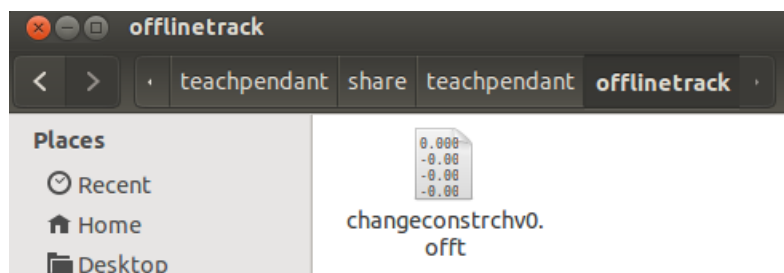 offlinetrack
teachpendant share teachpendant offlinetrack
Places
Recent
Home
Desktop
0.000
-0.00
-0.00
-0.00
changeconstrchv0.
offt